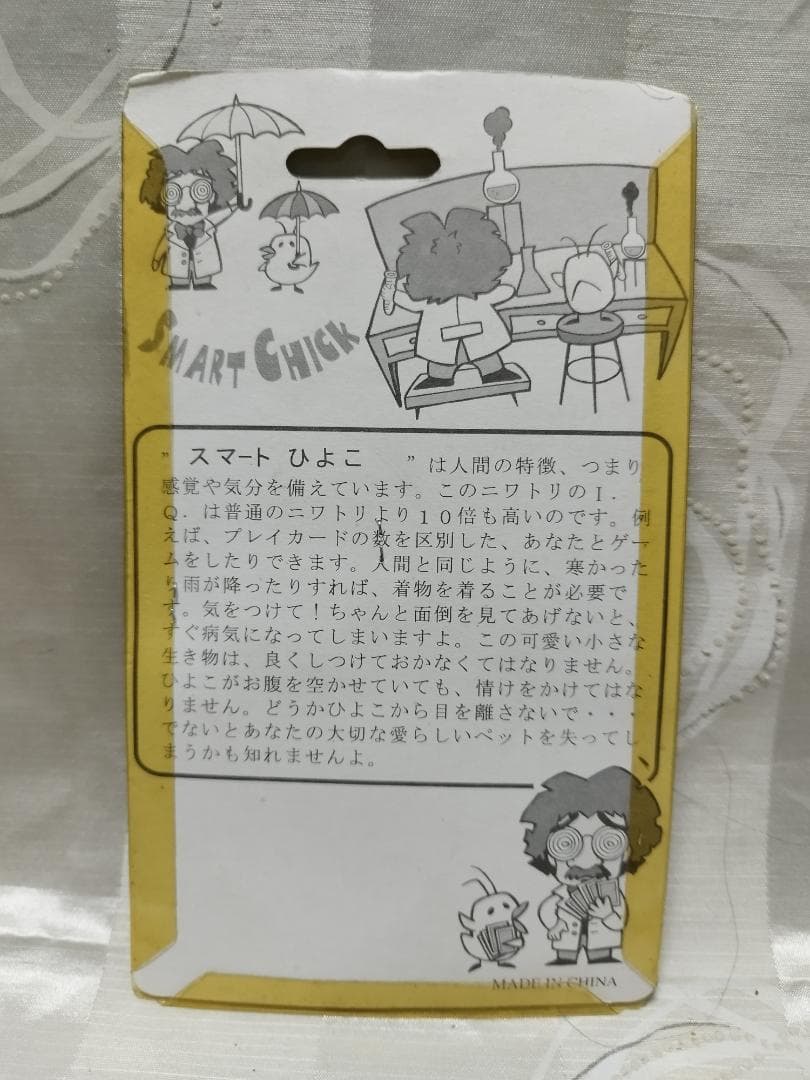 SMART CHICK
” スマート ひよこ ” は人間の特徴、つまり
感覚や気分を備えています。このニワトリのＩ．
Ｑ．は普通のニワトリより１０倍も高いのです。例
えば、プレイカードの数を区別した、あなたとゲー
ムをしたりできます。人間と同じように、寒かった
り雨が降ったりすれば、着物を着ることが必要で
す。気をつけて！ちゃんと面倒を見てあげないと、
すぐ病気になってしまいますよ。この可愛い小さな
生き物は、良くしつけておかなくてはなりません。
ひよこがお腹を空かせていても、情けをかけてはな
りません。どうかひよこから目を離さないで・・・
でないとあなたの大切な愛らしいペットを失ってし
まうかも知れませんよ。
MADE IN CHINA